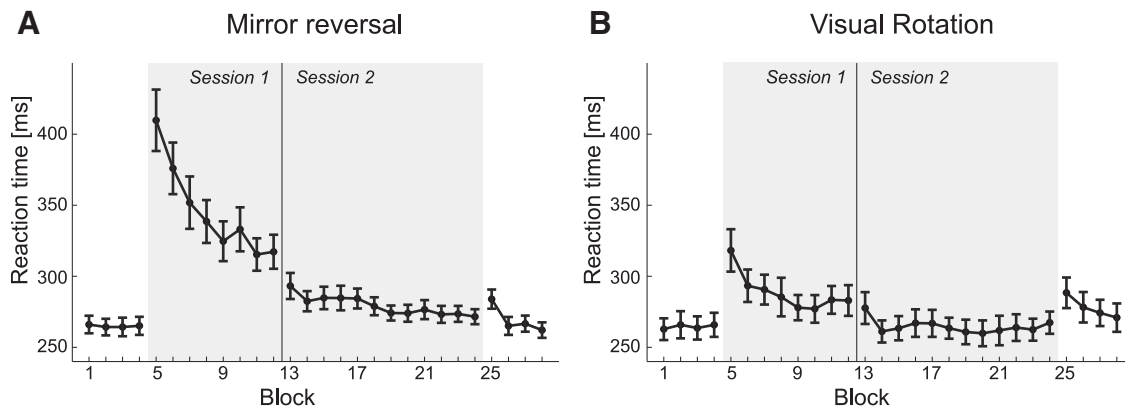 A
Mirror reversal
Session 1
Session 2
Reaction time [ms]
400
350
300
250
1
5
9
13
17
21
25
Block
B
Visual Rotation
Session 1
Session 2
Reaction time [ms]
400
350
300
250
1
5
9
13
17
21
25
Block